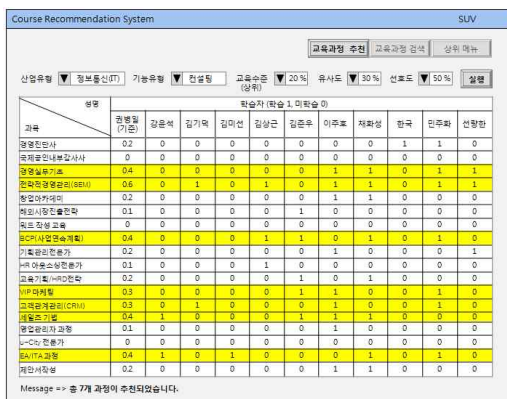 Course Recommendation System SUV
교육과정 추천 교육과정 검색 상위 메뉴
산업유형 ▼ 정보통신(IT) 기능유형 ▼ 컨설팅 교육수준 (상위) ▼ 20 % 유사도 ▼ 30 % 선호도 ▼ 50 % 실행
성명 학습자 (학습 1, 미학습 0)
과목 권병일 (기준) 강윤석 김기덕 김미선 김상근 김준우 이주호 채화성 한국 민주화 선량한
경영진단사 0.2 0 0 0 0 0 0 0 1 1 0
국제공인내부감사사 0 0 0 0 0 0 0 0 0 0 0
경영실무기초 0.4 0 0 0 0 0 1 1 0 1 1
전략적경영관리(SEM) 0.6 0 1 0 1 0 1 1 0 1 1
창업아카데미 0.2 0 0 0 0 0 1 1 0 0 0
해외시장진출전략 0.1 0 0 0 0 1 0 0 0 0 0
워드 작성 교육 0 0 0 0 0 0 0 0 0 0 0
BCP(사업연속계획) 0.4 0 0 0 1 1 0 1 0 1 0
기획관리전문가 0.2 0 0 0 0 0 1 0 0 0 1
HR 아웃소싱전문가 0.1 0 0 0 1 0 0 0 0 0 0
교육기획/HRD전략 0.2 0 0 0 0 1 0 1 0 0 0
VIP 마케팅 0.3 0 0 0 0 1 1 0 0 1 0
고객관계관리(CRM) 0.3 0 1 0 0 0 1 0 0 1 0
세일즈 기법 0.4 1 0 0 0 1 1 0 0 1 0
영업관리자 과정 0.1 0 0 0 0 0 1 0 0 0 0
u-City 전문가 0 0 0 0 0 0 0 0 0 0 0
EA/ITA 과정 0.4 1 0 1 0 0 0 1 0 1 0
제안서작성 0.2 0 0 0 0 0 1 1 0 0 0
Message => 총 7개 과정이 추천되었습니다.